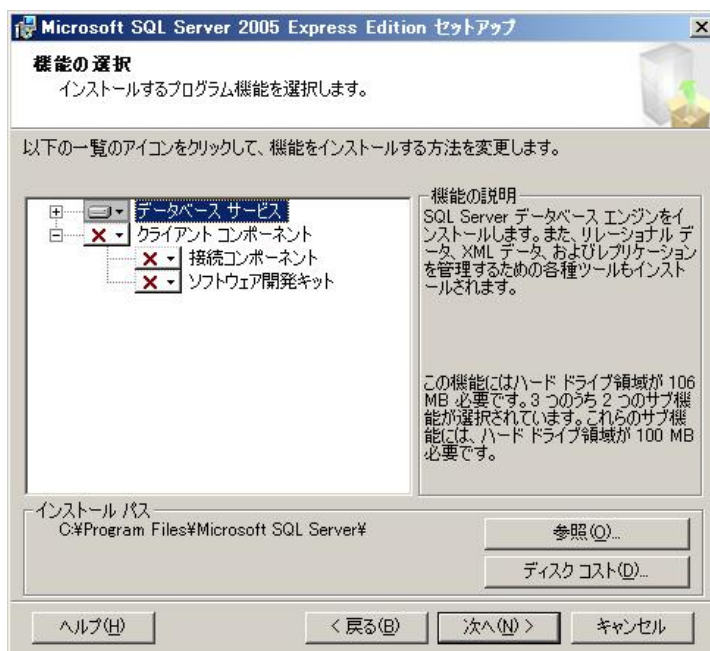 Microsoft SQL Server 2005 Express Edition セットアップ
機能の選択
インストールするプログラム機能を選択します。
以下の一覧のアイコンをクリックして、機能をインストールする方法を変更します。
データベース サービス
クライアント コンポーネント
接続コンポーネント
ソフトウェア開発キット
機能の説明
SQL Server データベース エンジンをイ
ンストールします。また、リレーショナル デ
ータ、XML データ、およびレプリケーション
を管理するための各種ツールもインスト
ールされます。
この機能にはハード ドライブ領域が 106
MB 必要です。3 つのうち 2 つのサブ機
能が選択されています。これらのサブ機
能には、ハード ドライブ領域が 100 MB
必要です。
インストール パス
C:¥Program Files¥Microsoft SQL Server¥
参照(O)...
ディスク コスト(D)...
ヘルプ(H)
< 戻る(B)
次へ(N) >
キャンセル